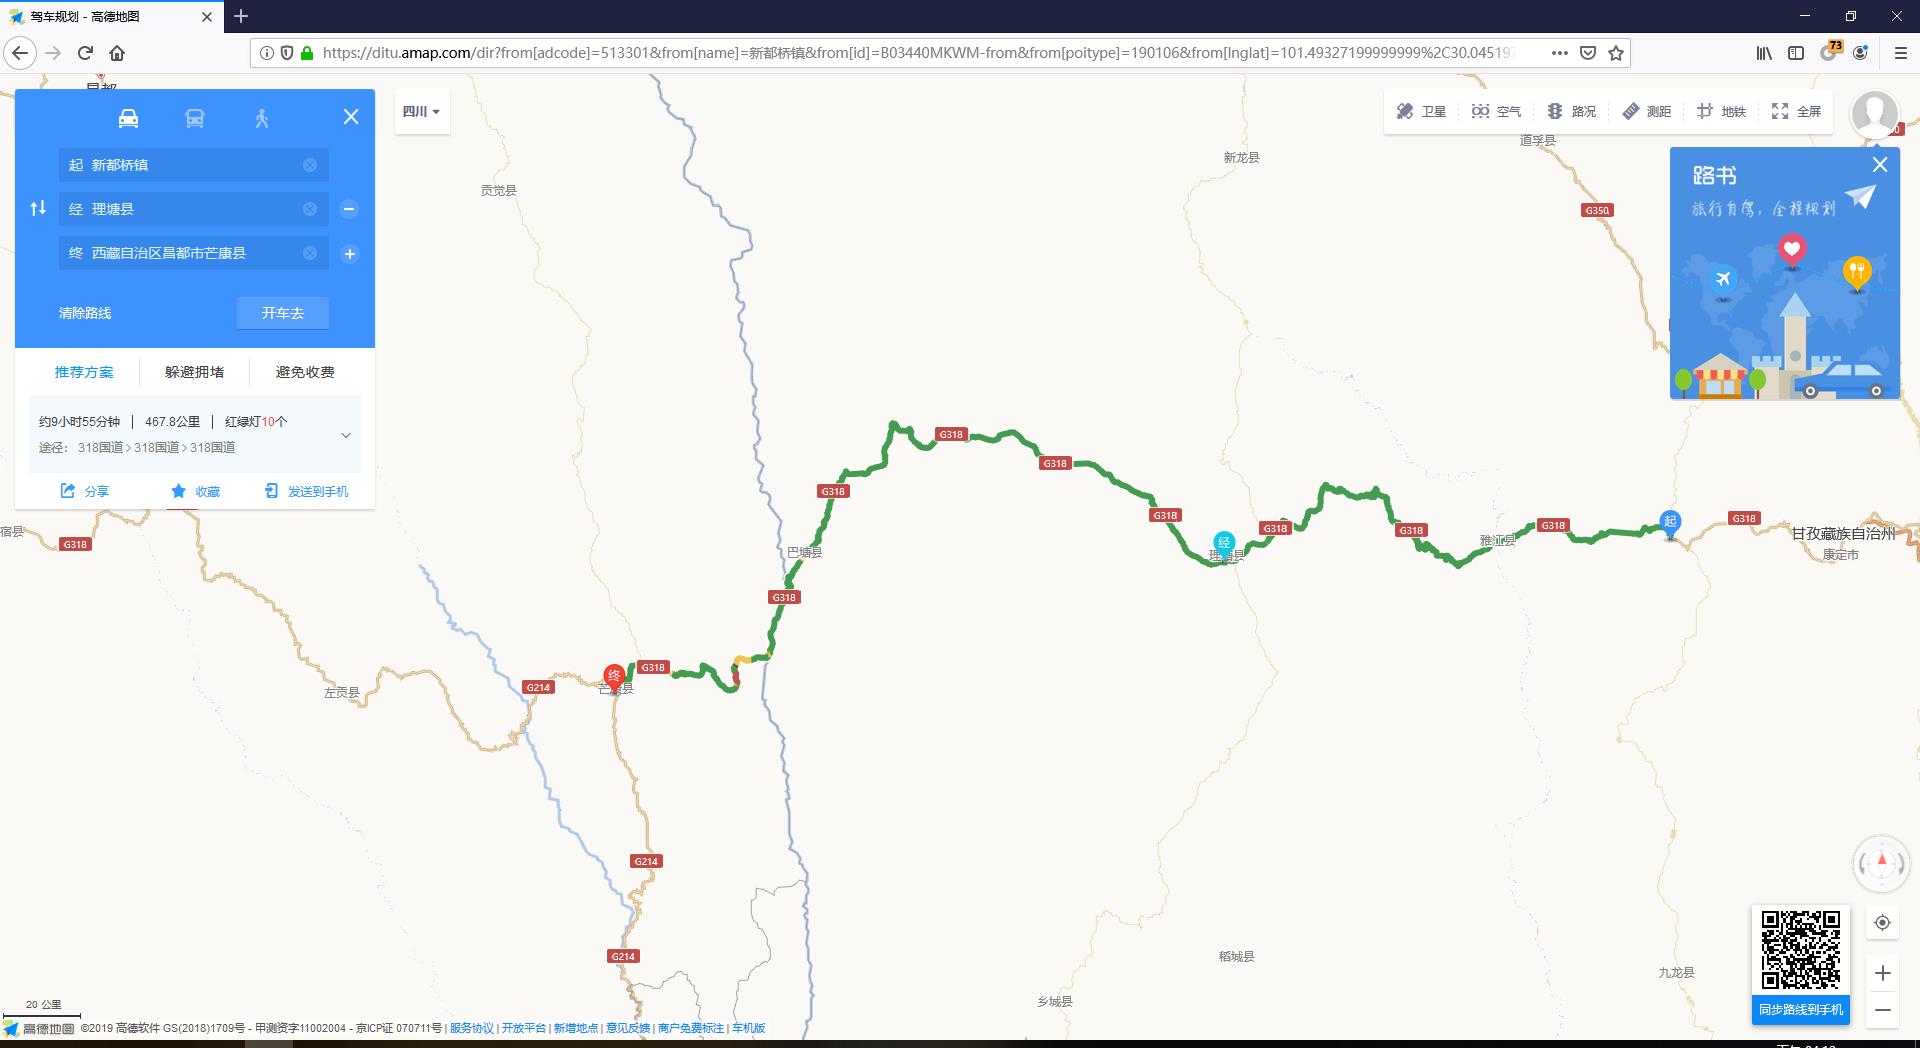 驾车规划 - 高德地图
https://ditu.amap.com/dir?from[adcode]=513301&from[name]=新都桥镇&from[id]=B03440MKWM-from&from[poitype]=190106&from[lnglat]=101.49327199999999%2C30.045197
73
起 新都桥镇
经 理塘县
终 西藏自治区昌都市芒康县
清除路线
开车去
推荐方案
躲避拥堵
避免收费
约9小时55分钟 | 467.8公里 | 红绿灯10个
途径: 318国道 > 318国道 > 318国道
分享
收藏
发送到手机
四川
卫星
空气
路况
测距
地铁
全屏
路书
旅行自驾, 全程规划
贡觉县
新龙县
道孚县
G350
G318
G318
G318
G318
G318
G318
G318
G318
G318
G318
G318
巴塘县
经
理塘县
雅江县
起
甘孜藏族自治州
康定市
宿县
左贡县
G214
终
芒康县
G214
G214
稻城县
乡城县
九龙县
同步路线到手机
20 公里
高德地图
©2019 高德软件 GS(2018)1709号 - 甲测资字11002004 - 京ICP证 070711号 | 服务协议 | 开放平台 | 新增地点 | 意见反馈 | 商户免费标注 | 车机版